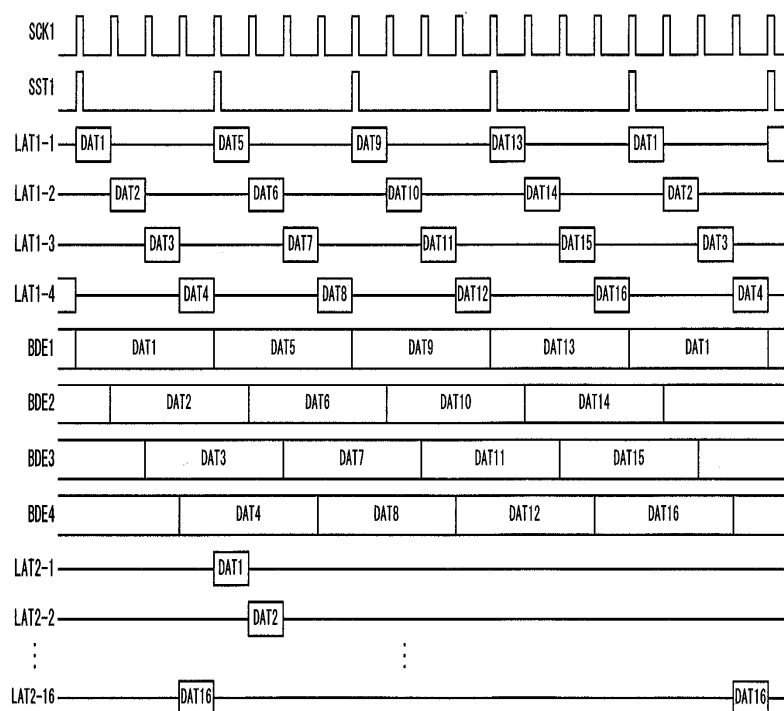 SCK1
SST1
LAT1-1 DAT1 DAT5 DAT9 DAT13 DAT1
LAT1-2 DAT2 DAT6 DAT10 DAT14 DAT2
LAT1-3 DAT3 DAT7 DAT11 DAT15 DAT3
LAT1-4 DAT4 DAT8 DAT12 DAT16 DAT4
BDE1 DAT1 DAT5 DAT9 DAT13 DAT1
BDE2 DAT2 DAT6 DAT10 DAT14
BDE3 DAT3 DAT7 DAT11 DAT15
BDE4 DAT4 DAT8 DAT12 DAT16
LAT2-1 DAT1
LAT2-2 DAT2
LAT2-16 DAT16 DAT16